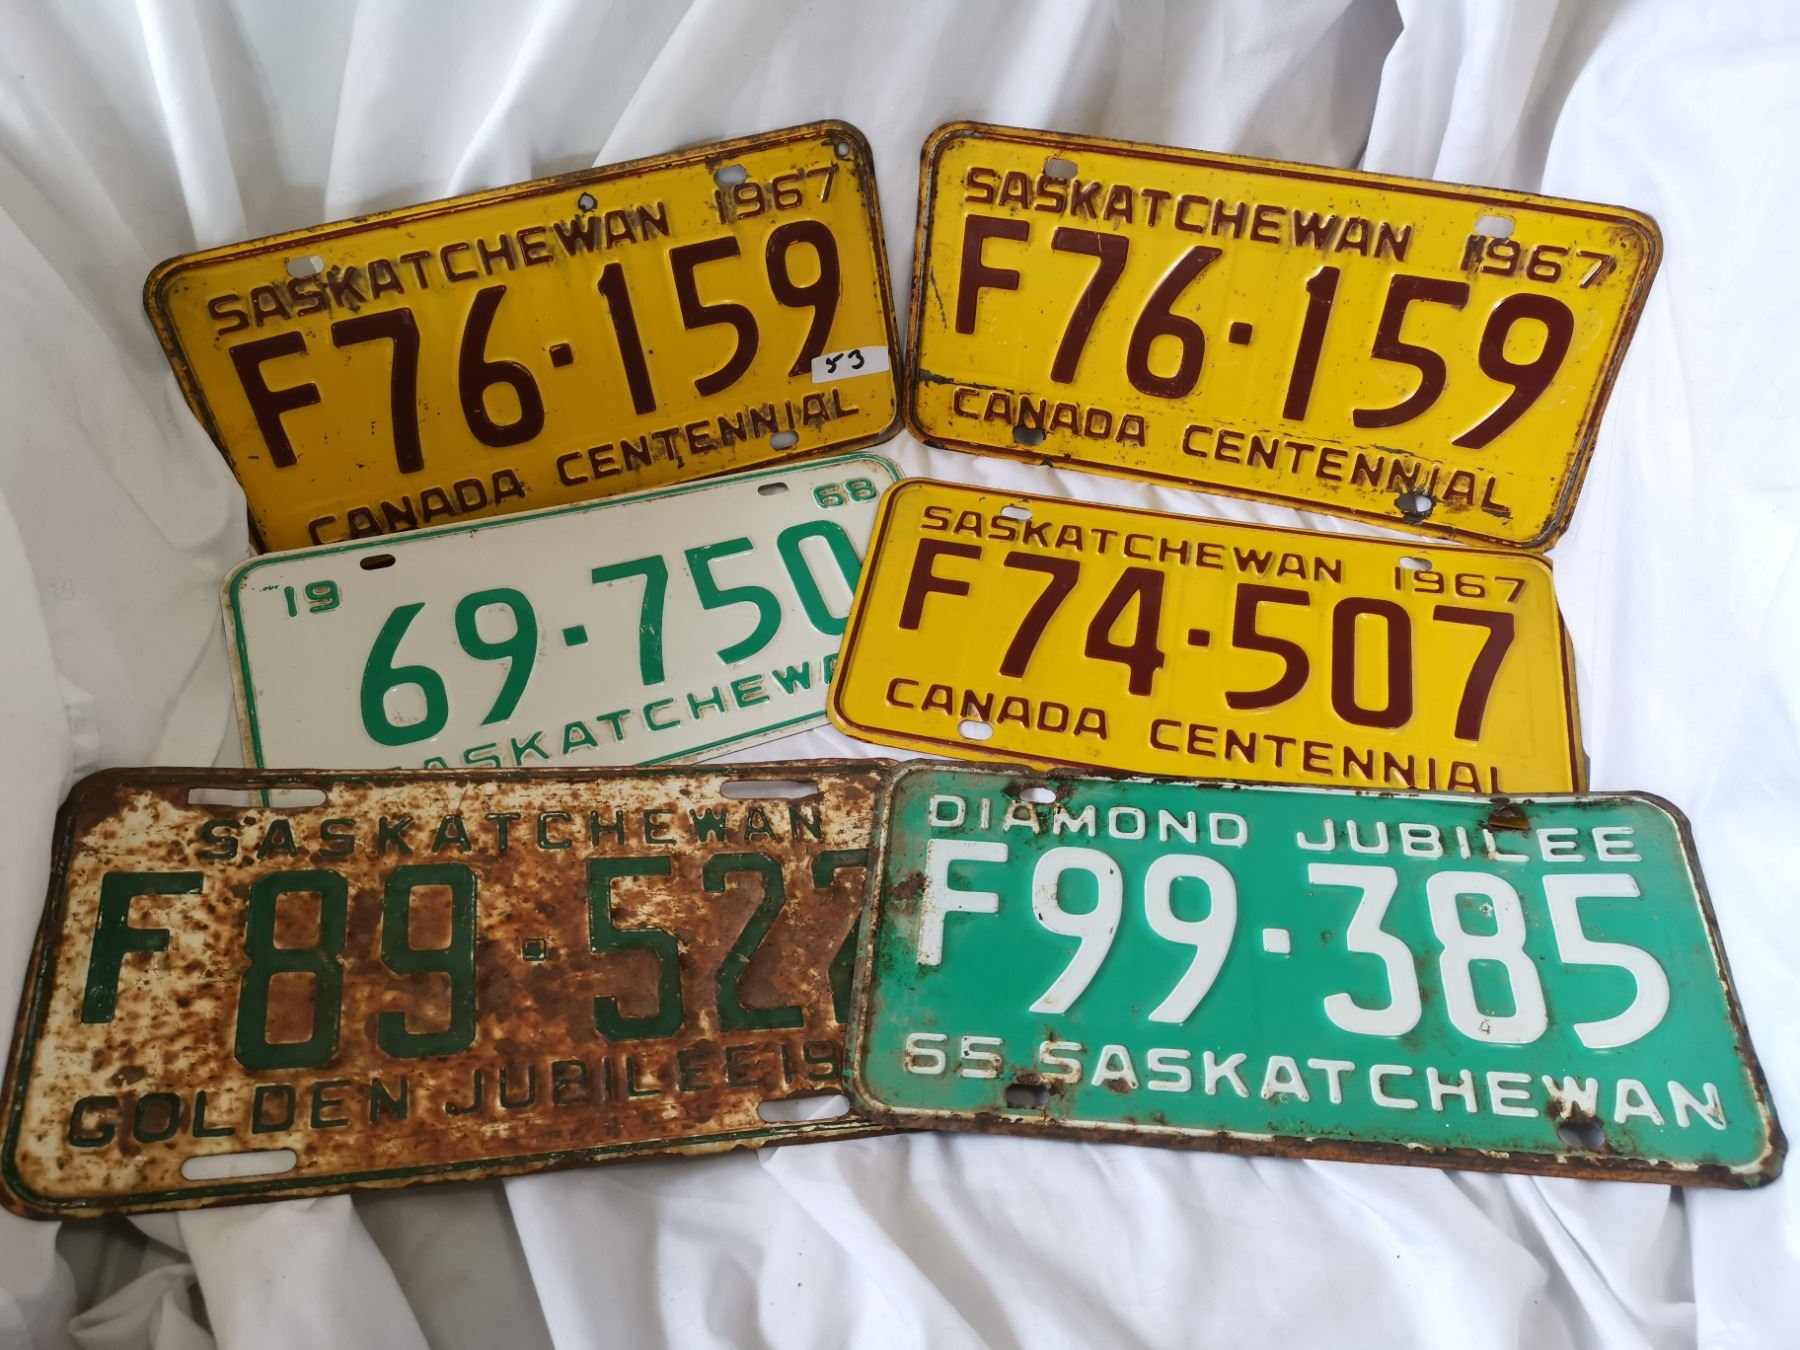 SASKATCHEWAN 1967
F76·159
53
CANADA CENTENNIAL
SASKATCHEWAN 1967
F76·159
CANADA CENTENNIAL
19 68
69·750
SASKATCHEWA
SASKATCHEWAN 1967
F74·507
CANADA CENTENNIAL
SASKATCHEWAN
F89·522
GOLDEN JUBILEE 19
DIAMOND JUBILEE
F99·385
65 SASKATCHEWAN